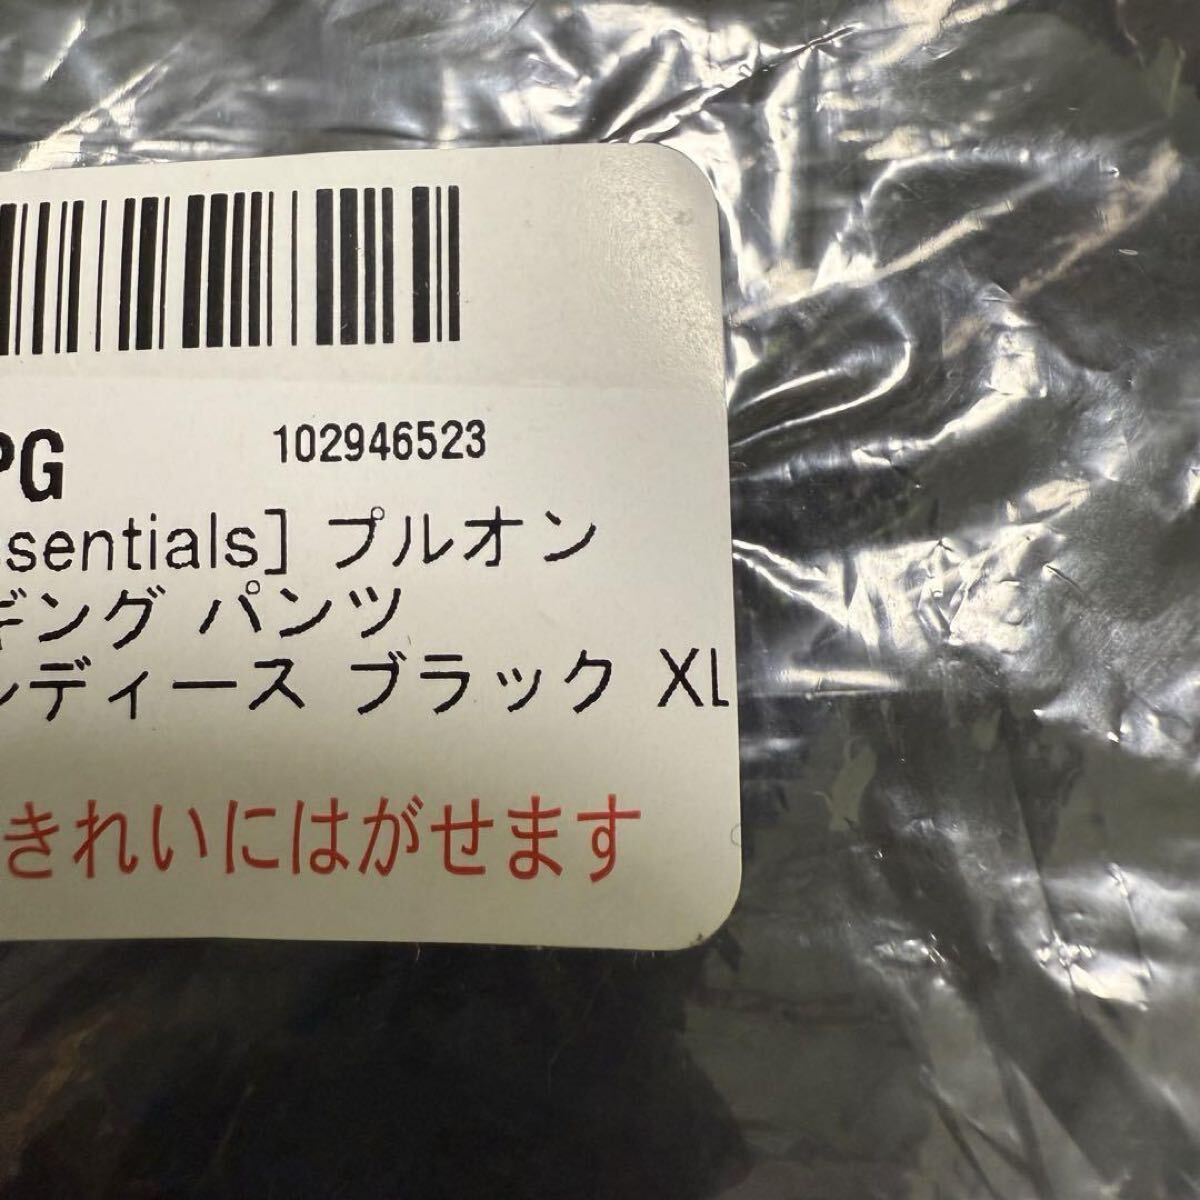 PG 102946523
ssentials] プルオン
ギング パンツ
ンディース ブラック XL
きれいにはがせます